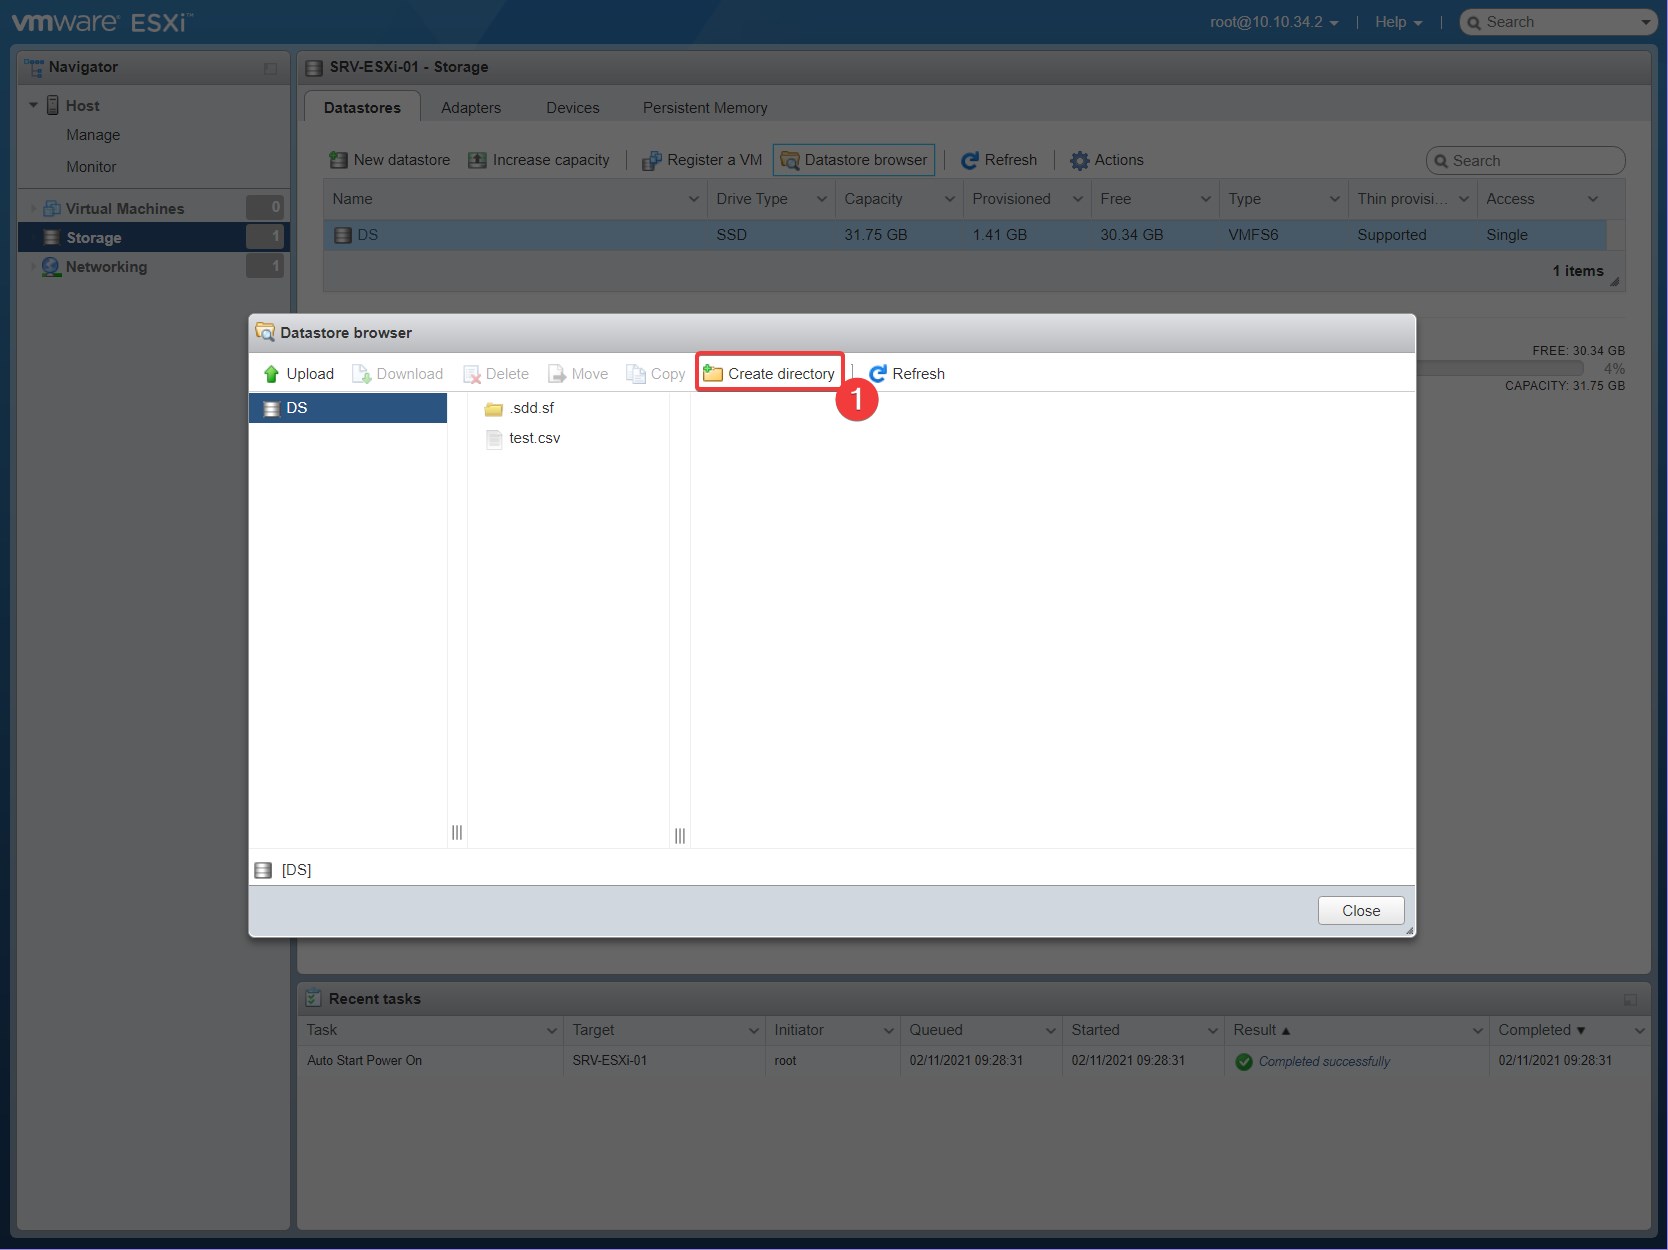 vmware ESXi™
root@10.10.34.2 | Help | Search
Navigator
Host
Manage
Monitor
Virtual Machines 0
Storage 1
Networking 1
SRV-ESXi-01 - Storage
Datastores Adapters Devices Persistent Memory
New datastore Increase capacity | Register a VM Datastore browser | Refresh | Actions Search
Name Drive Type Capacity Provisioned Free Type Thin provisi... Access
DS SSD 31.75 GB 1.41 GB 30.34 GB VMFS6 Supported Single
1 items
FREE: 30.34 GB
4%
CAPACITY: 31.75 GB
Datastore browser
Upload Download Delete Move Copy Create directory | Refresh
1
DS
.sdd.sf
test.csv
[DS]
Close
Recent tasks
Task Target Initiator Queued Started Result ▲ Completed ▼
Auto Start Power On SRV-ESXi-01 root 02/11/2021 09:28:31 02/11/2021 09:28:31 Completed successfully 02/11/2021 09:28:31